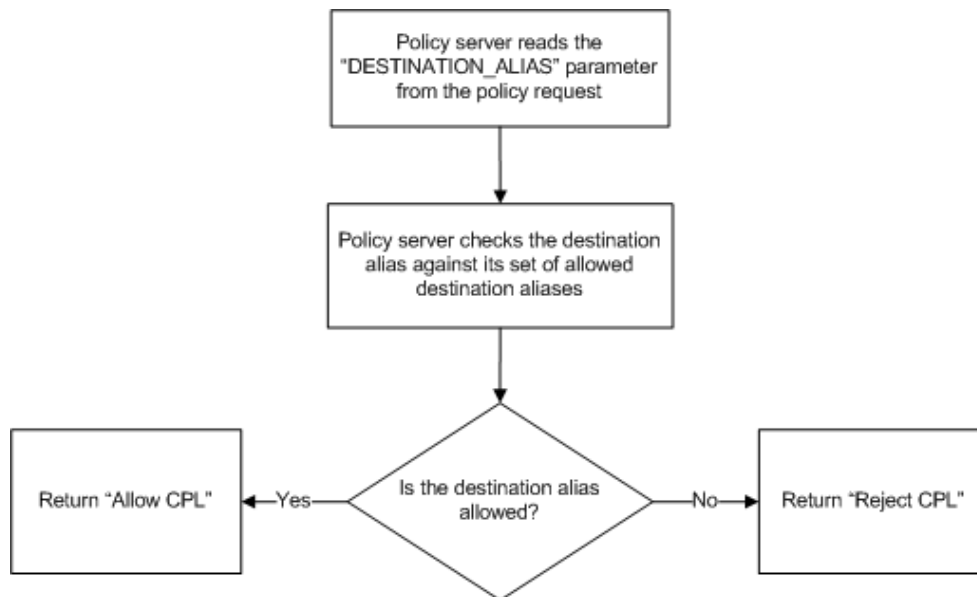 Policy server reads the
“DESTINATION_ALIAS” parameter
from the policy request
Policy server checks the destination
alias against its set of allowed
destination aliases
Is the destination alias
allowed?
Yes
No
Return “Allow CPL”
Return “Reject CPL”